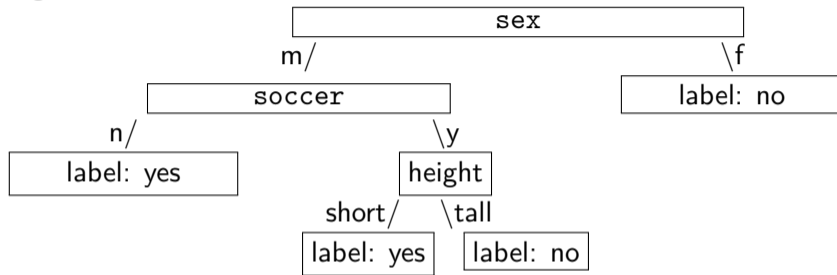 sex
m/ \f
soccer label: no
n/ \y
label: yes height
short/ \tall
label: yes label: no